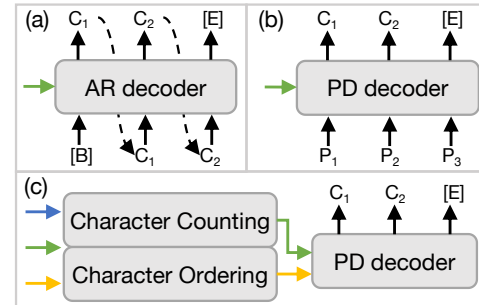 (a)
C₁ C₂ [E]
AR decoder
[B] C₁ C₂
(b)
C₁ C₂ [E]
PD decoder
P₁ P₂ P₃
(c)
Character Counting
Character Ordering
C₁ C₂ [E]
PD decoder